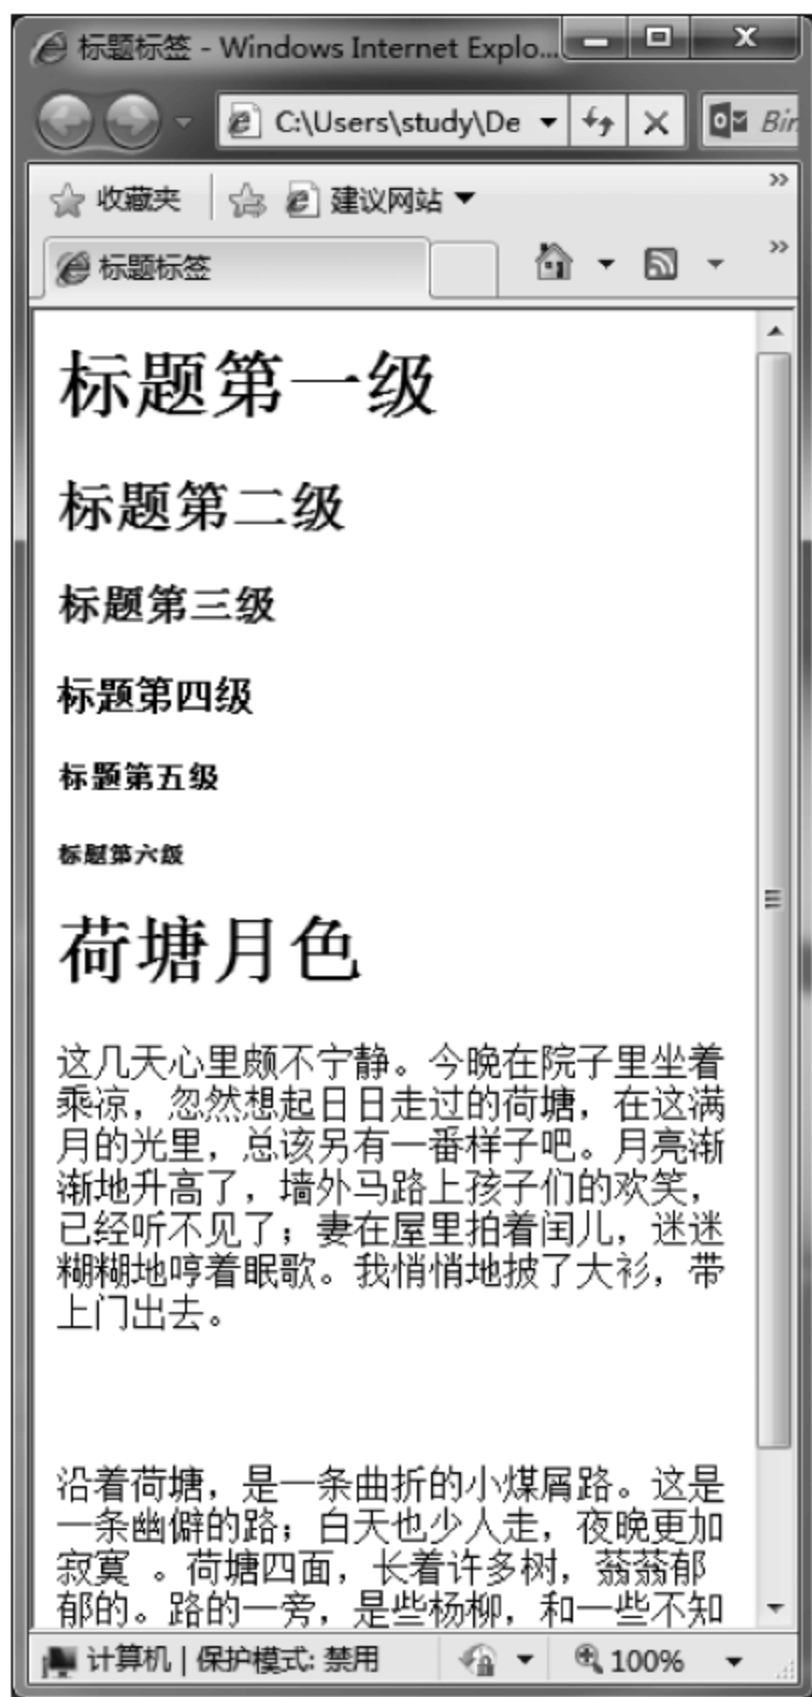 标题标签 - Windows Internet Explo...
C:\Users\study\De
Bin
收藏夹
建议网站
标题标签
标题第一级
标题第二级
标题第三级
标题第四级
标题第五级
标题第六级
荷塘月色
这几天心里颇不宁静。今晚在院子里坐着
乘凉，忽然想起日日走过的荷塘，在这满
月的光里，总该另有一番样子吧。月亮渐
渐地升高了，墙外马路上孩子们的欢笑，
已经听不见了；妻在屋里拍着闰儿，迷迷
糊糊地哼着眠歌。我悄悄地披了大衫，带
上门出去。
沿着荷塘，是一条曲折的小煤屑路。这是
一条幽僻的路；白天也少人走，夜晚更加
寂寞 。荷塘四面，长着许多树，蓊蓊郁
郁的。路的一旁，是些杨柳，和一些不知
计算机 | 保护模式: 禁用
100%